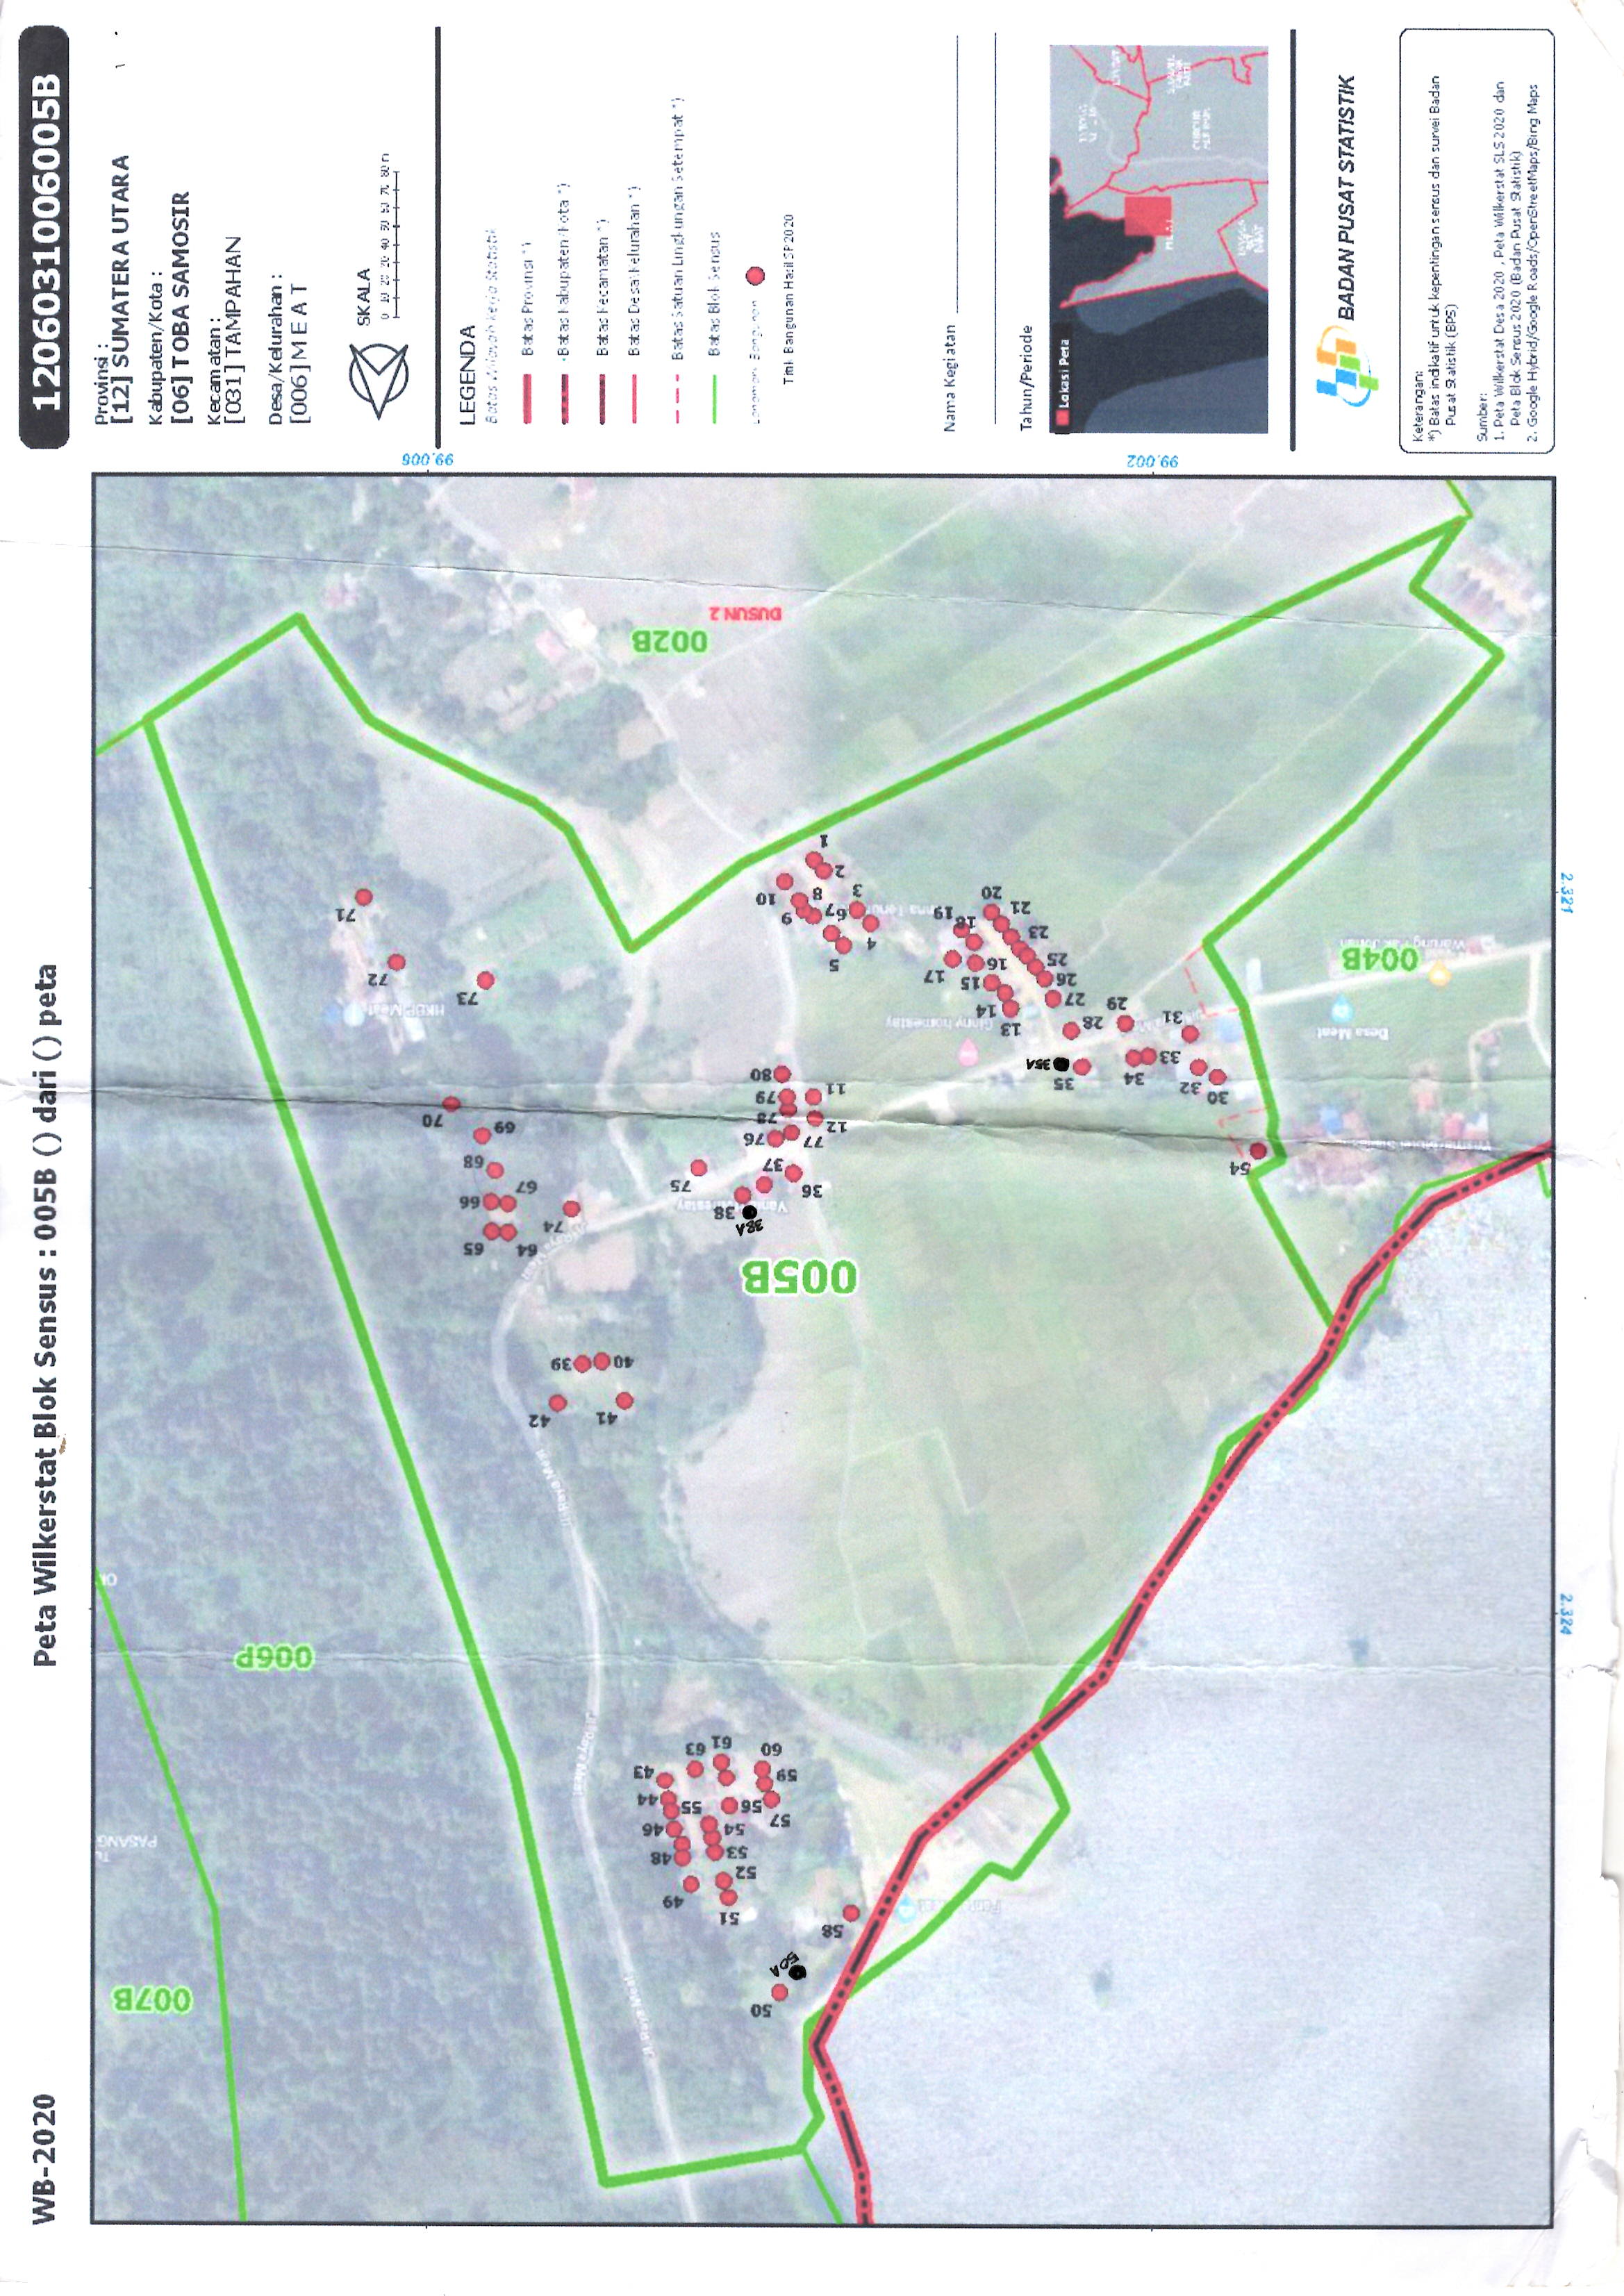 WB-2020
Peta Wilkerstat Blok Sensus : 005B () dari () peta
1206031006005B
Provinsi :
[12] SUMATERA UTARA
Kabupaten/Kota :
[06] TOBA SAMOSIR
Kecamatan :
[031] TAMPAHAN
Desa/Kelurahan :
[006] M E A T
SKALA
LEGENDA
Batas Provinsi *)
Batas Kabupaten/Kota *)
Batas Kecamatan *)
Batas Desa/Kelurahan *)
Batas Satuan Lingkungan Setempat *)
Batas Blok Sensus
Titik Bangunan Hasil SP2020
Nama Kegiatan
Tahun/Periode
Lokasi Peta
BADAN PUSAT STATISTIK
Keterangan:
*) Batas indikatif untuk kepentingan sensus dan survei Badan
Pusat Statistik (BPS)
Sumber:
1. Peta Wilkerstat Desa 2020 , Peta Wilkerstat SLS 2020 dan
Peta Blok Sensus 2020 (Badan Pusat Statistik)
2. Google Hybrid/Google Roads/OpenStreetMaps/Bing Maps
99.002
99.006
2.324
2.321
007B
006P
005B
004B
002B
DUSUN 2
PASANG
Jl. Raya Meat
Desa Meat
Warung Pak Johan
Glony homestay
HKBP Meat
50
50A
58
51
49
52
53
48
54
46
57
56
55
44
59
43
60
61
63
41
42
40
39
64
65
74
66
67
68
69
70
38A
38
36
37
75
77
76
12
78
11
79
80
54
30
32
33
34
35
35A
31
29
28
13
14
27
15
26
16
17
25
23
18
19
21
20
5
4
6
7
9
3
8
10
2
1
73
72
71